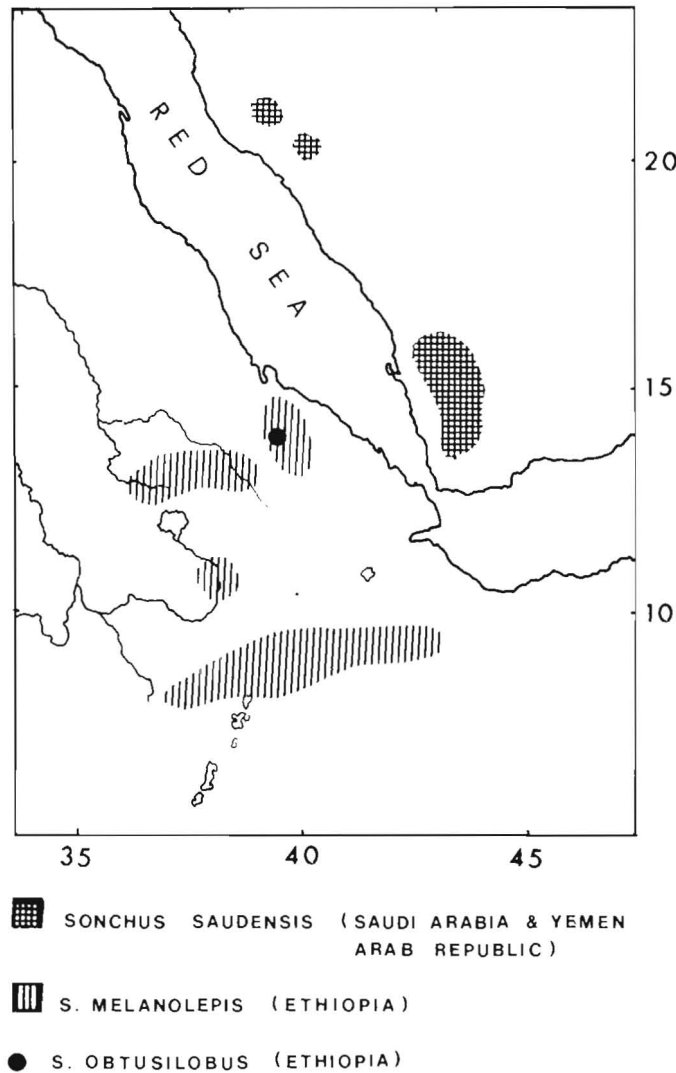 RED
SEA
20
15
10
35 40 45
SONCHUS SAUDENSIS (SAUDI ARABIA & YEMEN
ARAB REPUBLIC)
S. MELANOLEPIS (ETHIOPIA)
S. OBTUSILOBUS (ETHIOPIA)